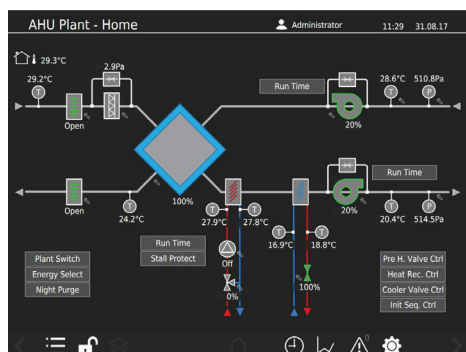 AHU Plant - Home
Administrator
11:29 31.08.17
29.3°C
29.2°C
2.9Pa
Run Time
28.6°C
510.8Pa
T
T
P
Open
20%
Run Time
Open
24.2°C
T
100%
T
T
27.9°C
27.8°C
20%
T
P
20.4°C
514.5Pa
Run Time
Stall Protect
Off
0%
T
T
16.9°C
18.8°C
100%
Plant Switch
Energy Select
Night Purge
Pre H. Valve Ctrl
Heat Rec. Ctrl
Cooler Valve Ctrl
Init Seq. Ctrl
0